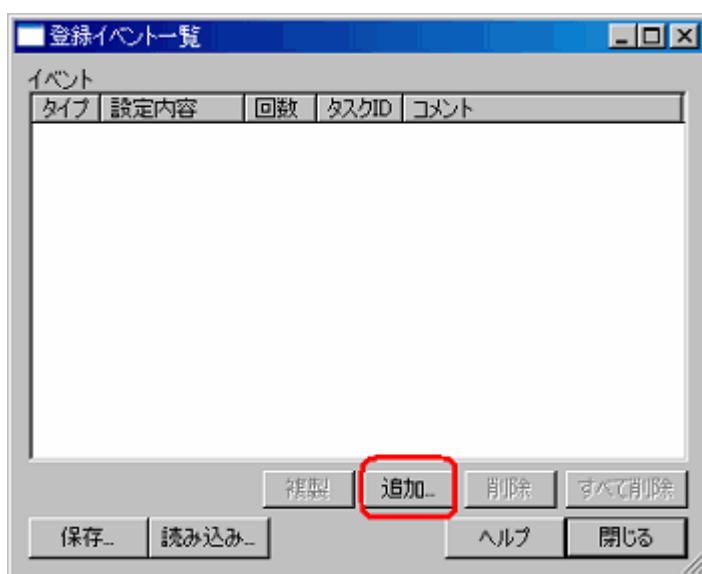 登録イベント一覧
イベント
タイプ 設定内容 回数 タスクID コメント
複製 追加... 削除 すべて削除
保存... 読み込み... ヘルプ 閉じる